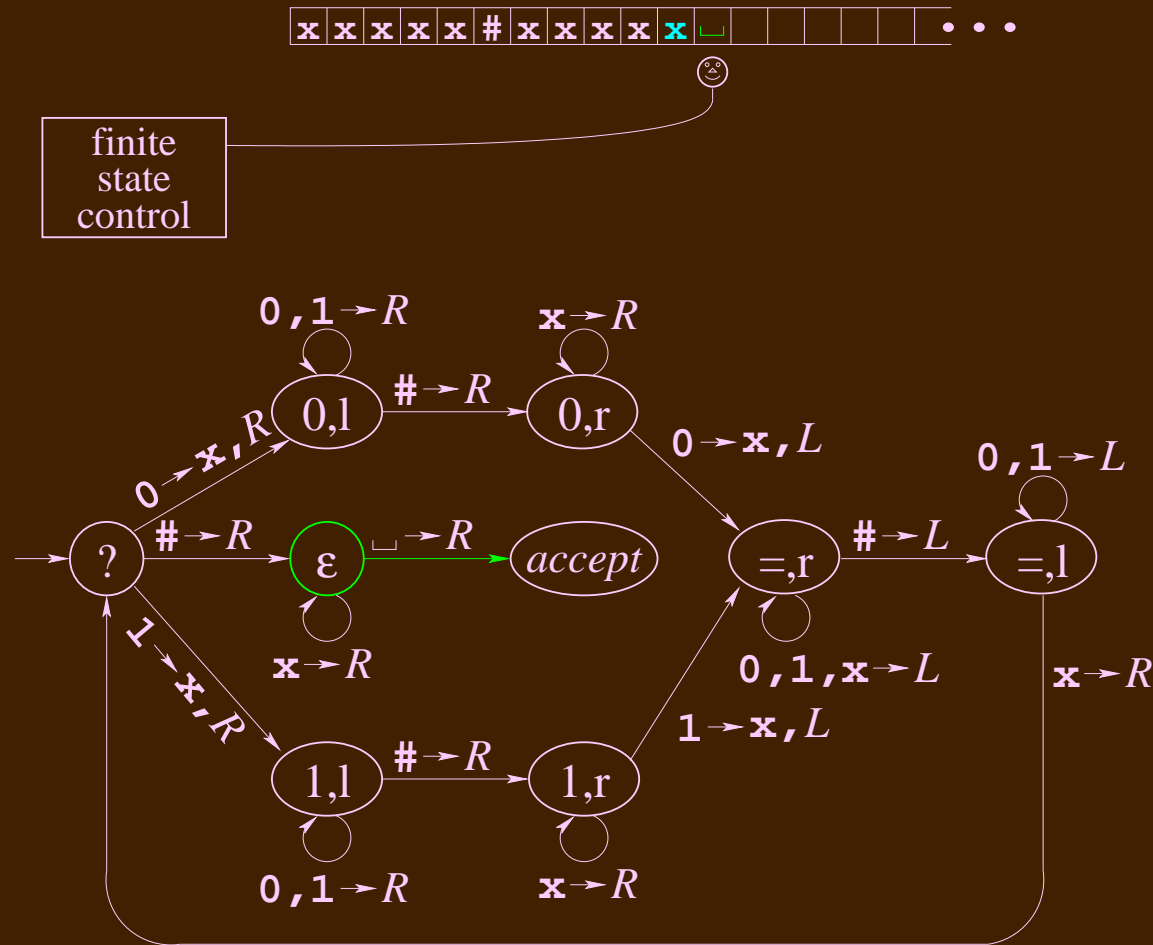 x x x x x # x x x x x ␣ • • •
finite
state
control
0,1→R
x→R
#→R
0,l
0,r
0→x,R
0→x,L
0,1→L
#→R
␣→R
#→L
?
ε
accept
=,r
=,l
1→x,R
x→R
0,1,x→L
x→R
1→x,L
#→R
1,l
1,r
0,1→R
x→R